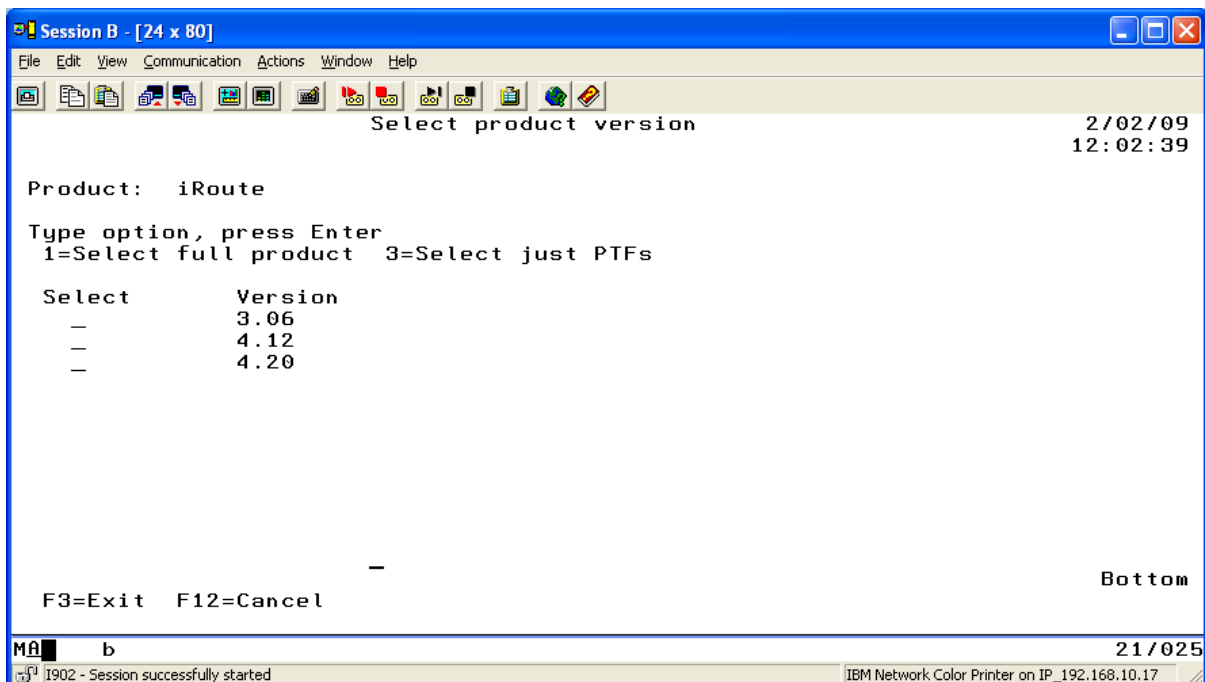 Session B - [24 x 80]
File Edit View Communication Actions Window Help
Select product version 2/02/09
12:02:39
Product: iRoute
Type option, press Enter
1=Select full product 3=Select just PTFs
Select Version
_ 3.06
_ 4.12
_ 4.20
_
Bottom
F3=Exit F12=Cancel
MA b 21/025
I902 - Session successfully started IBM Network Color Printer on IP_192.168.10.17